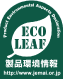 Product Environmental Aspects Declaration
ECO
LEAF
製品環境情報
http://www.jemai.or.jp